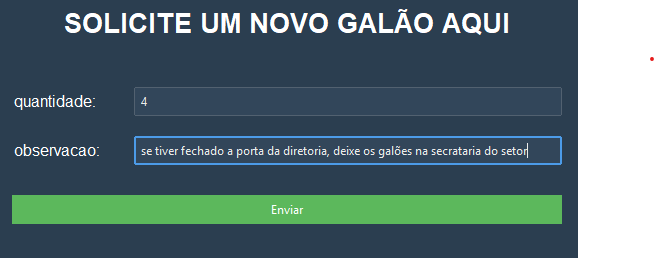 SOLICITE UM NOVO GALÃO AQUI
quantidade: 4
observacao: se tiver fechado a porta da diretoria, deixe os galões na secrataria do setor
Enviar